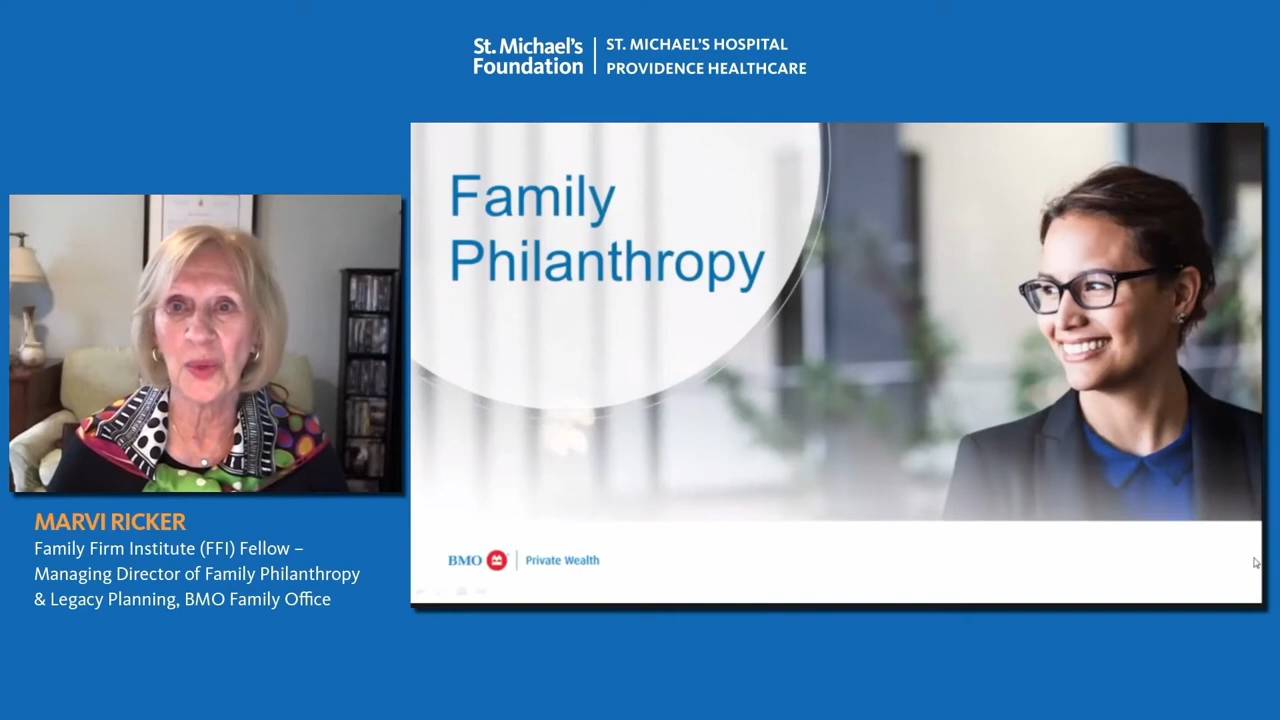 St. Michael's
Foundation
ST. MICHAEL'S HOSPITAL
PROVIDENCE HEALTHCARE
Family
Philanthropy
BMO
Private Wealth
MARVI RICKER
Family Firm Institute (FFI) Fellow –
Managing Director of Family Philanthropy
& Legacy Planning, BMO Family Office